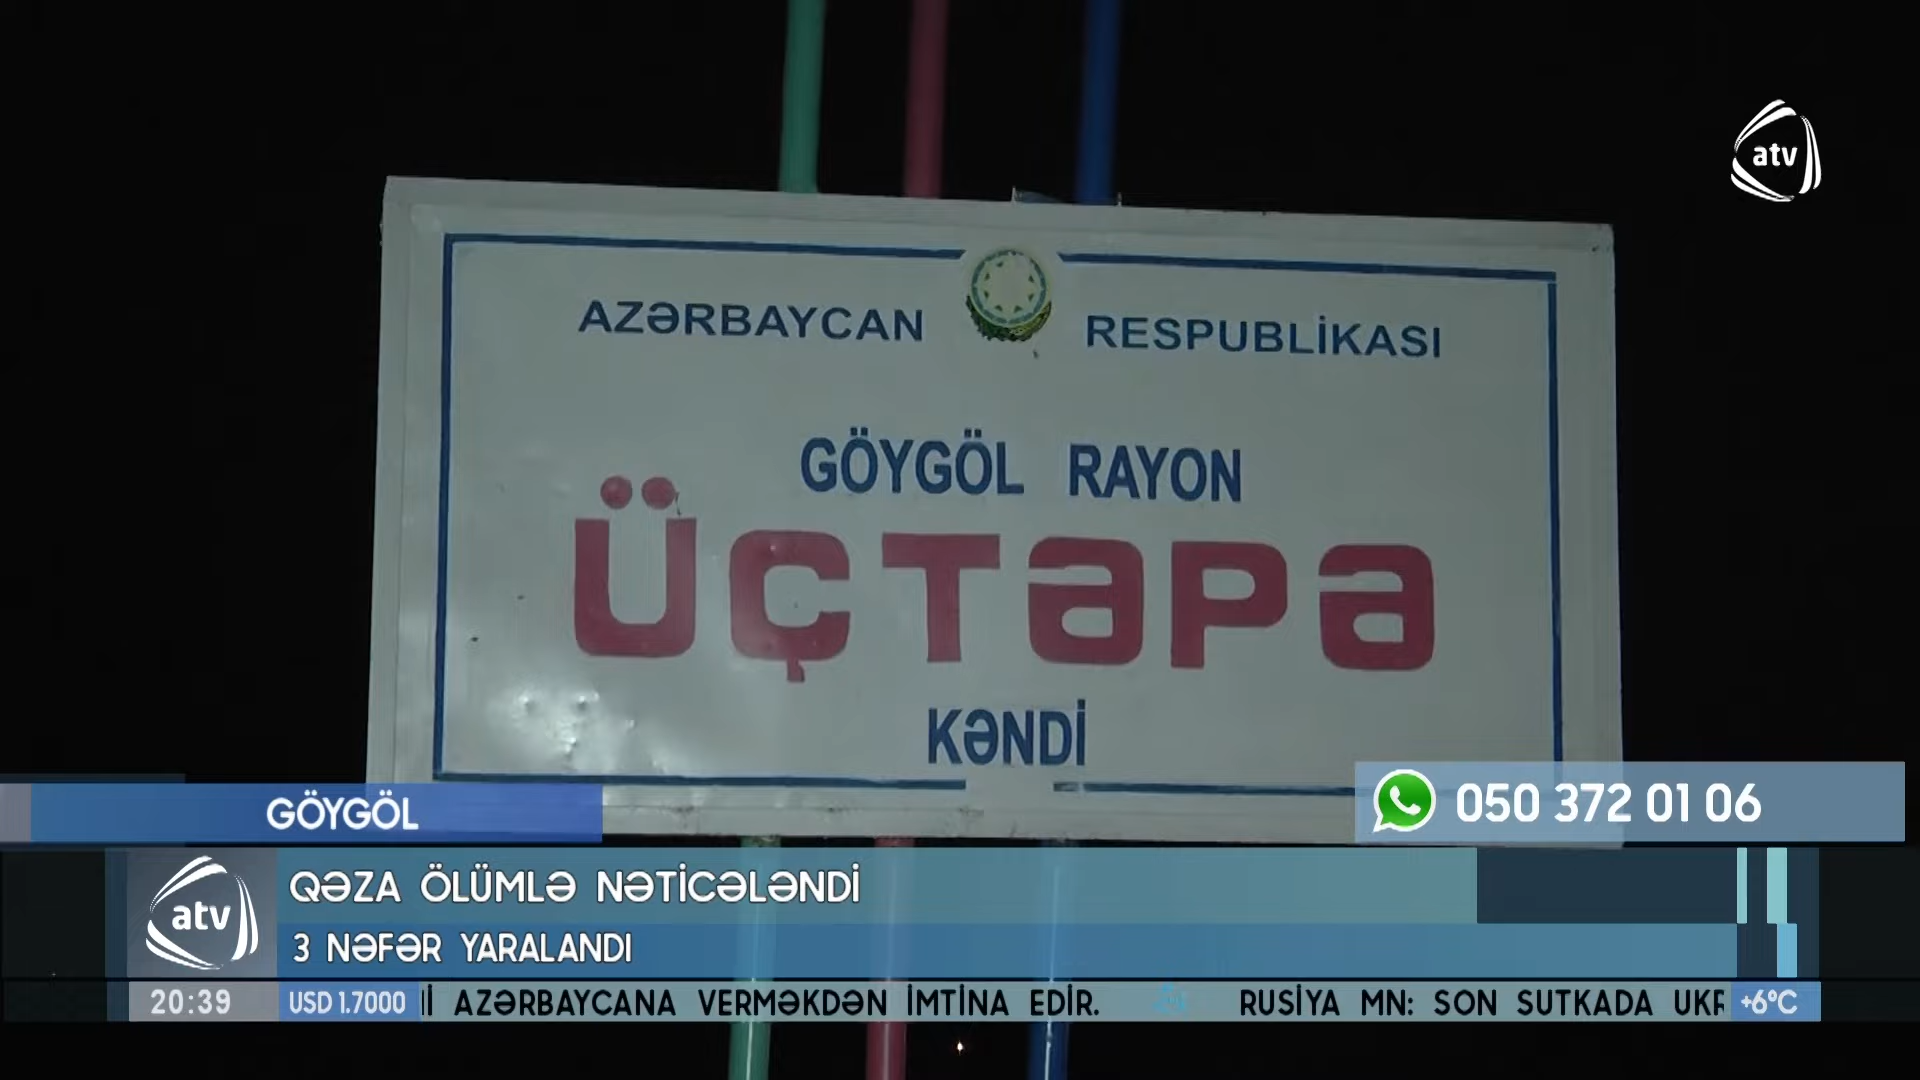 atv
AZƏRBAYCAN RESPUBLİKASI
GÖYGÖL RAYON
ÜÇTƏPƏ
KƏNDİ
GÖYGÖL
050 372 01 06
atv
QƏZA ÖLÜMLƏ NƏTİCƏLƏNDİ
3 NƏFƏR YARALANDI
20:39 USD 1.7000 AZƏRBAYCANA VERMƏKDƏN İMTİNA EDİR. RUSİYA MN: SON SUTKADA UKR +6°C